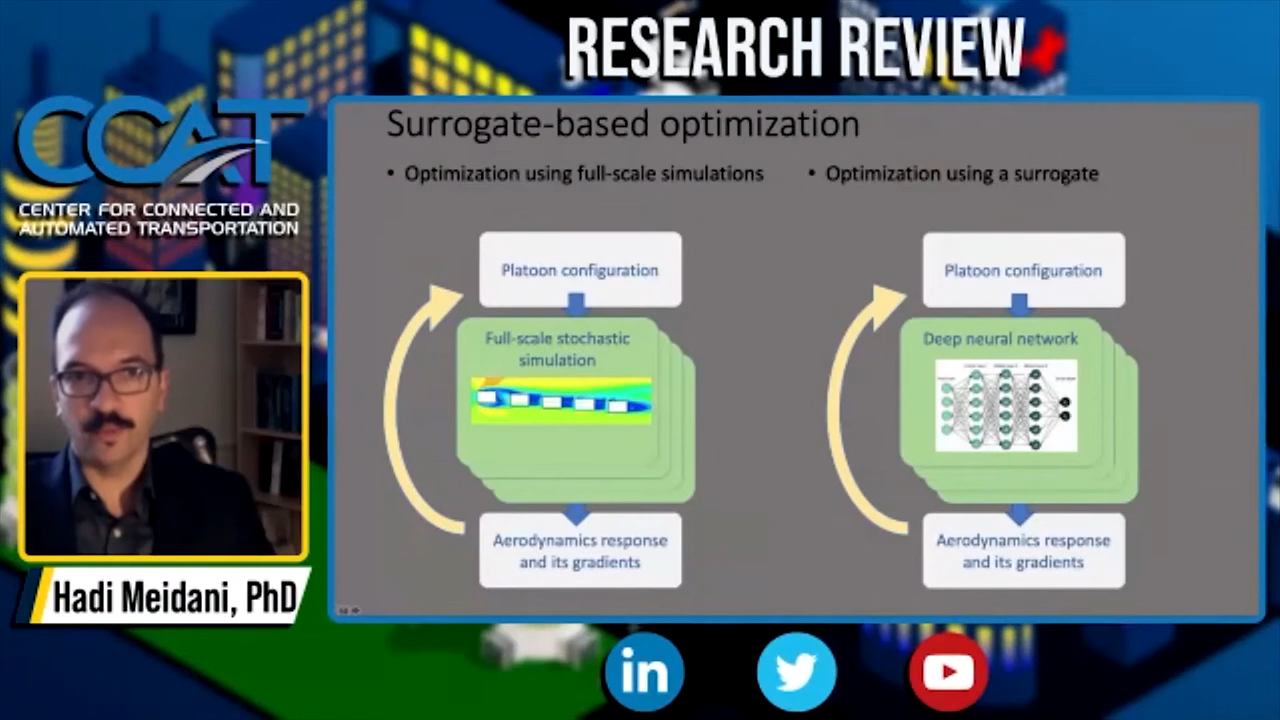 RESEARCH REVIEW
CCAT
CENTER FOR CONNECTED AND
AUTOMATED TRANSPORTATION
Hadi Meidani, PhD
Surrogate-based optimization
• Optimization using full-scale simulations
Platoon configuration
Full-scale stochastic
simulation
Aerodynamics response
and its gradients
• Optimization using a surrogate
Platoon configuration
Deep neural network
Aerodynamics response
and its gradients
in